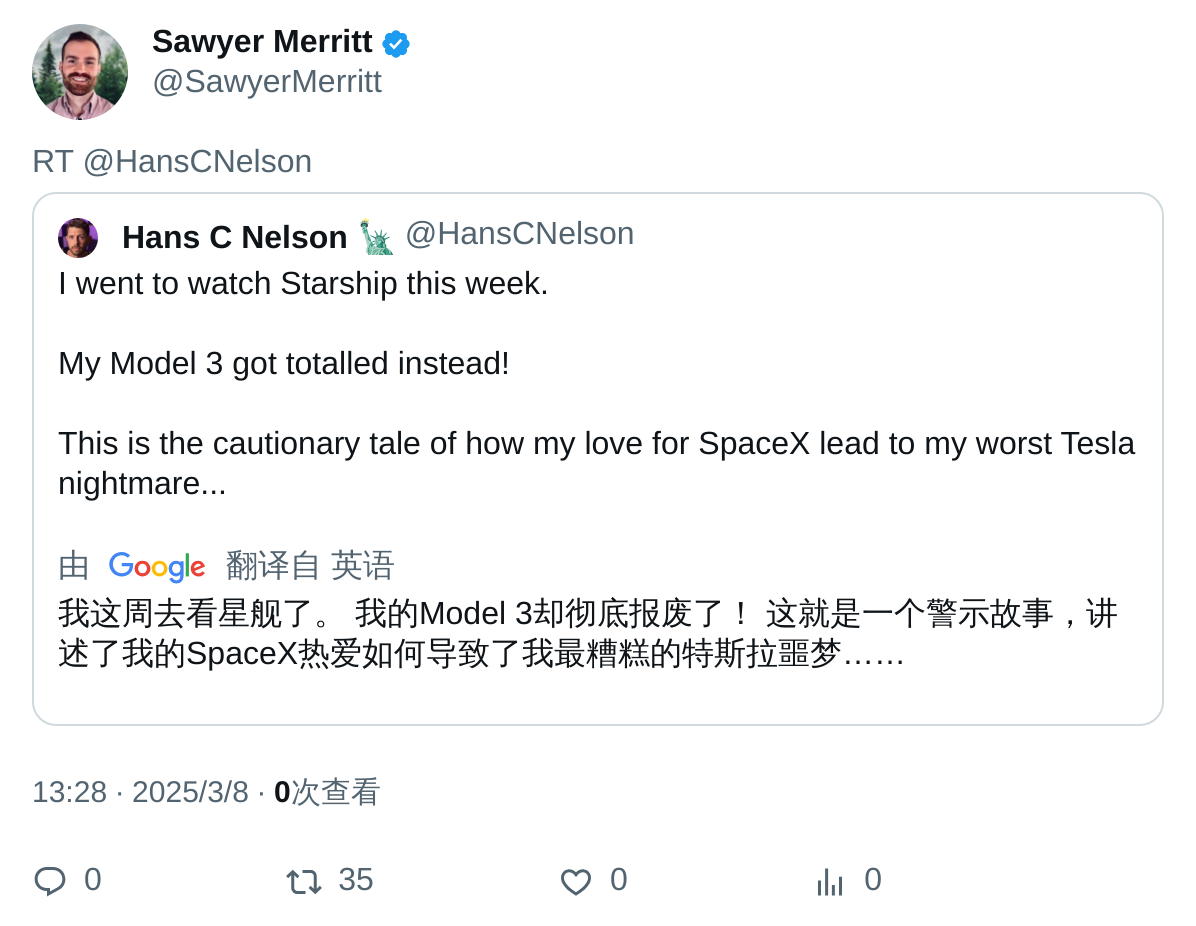 Sawyer Merritt
@SawyerMerritt
RT @HansCNelson
Hans C Nelson🗽 @HansCNelson
I went to watch Starship this week.
My Model 3 got totalled instead!
This is the cautionary tale of how my love for SpaceX lead to my worst Tesla
nightmare...
由 Google 翻译自 英语
我这周去看星舰了。 我的Model 3却彻底报废了！ 这就是一个警示故事，讲
述了我的SpaceX热爱如何导致了我最糟糕的特斯拉噩梦……
13:28 · 2025/3/8 · 0次查看
0 35 0 0